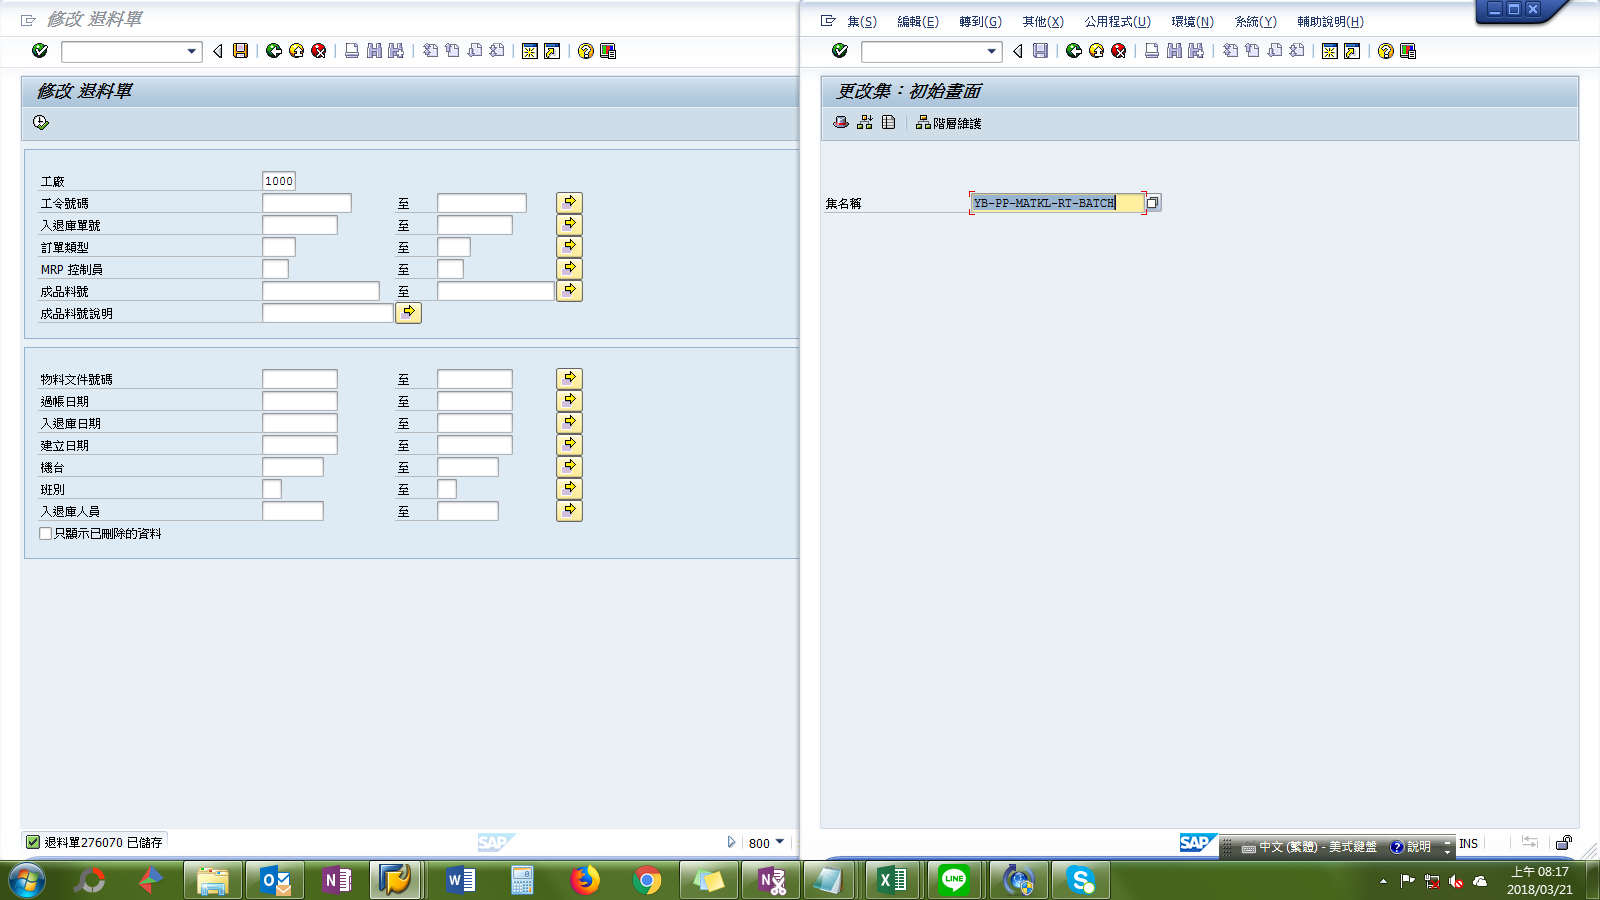 修改 退料單
修改 退料單
工廠 1000
工令號碼 至
入退庫單號 至
訂單類型 至
MRP 控制員 至
成品料號 至
成品料號說明
物料文件號碼 至
過帳日期 至
入退庫日期 至
建立日期 至
機台 至
班別 至
入退庫人員 至
只顯示已刪除的資料
退料單276070 已儲存
SAP
800
集(S) 編輯(E) 轉到(G) 其他(X) 公用程式(U) 環境(N) 系統(Y) 輔助說明(H)
更改集：初始畫面
階層維護
集名稱 YB-PP-MATKL-RT-BATCH
SAP
中文 (繁體) - 美式鍵盤 說明
INS
LINE
上午 08:17
2018/03/21